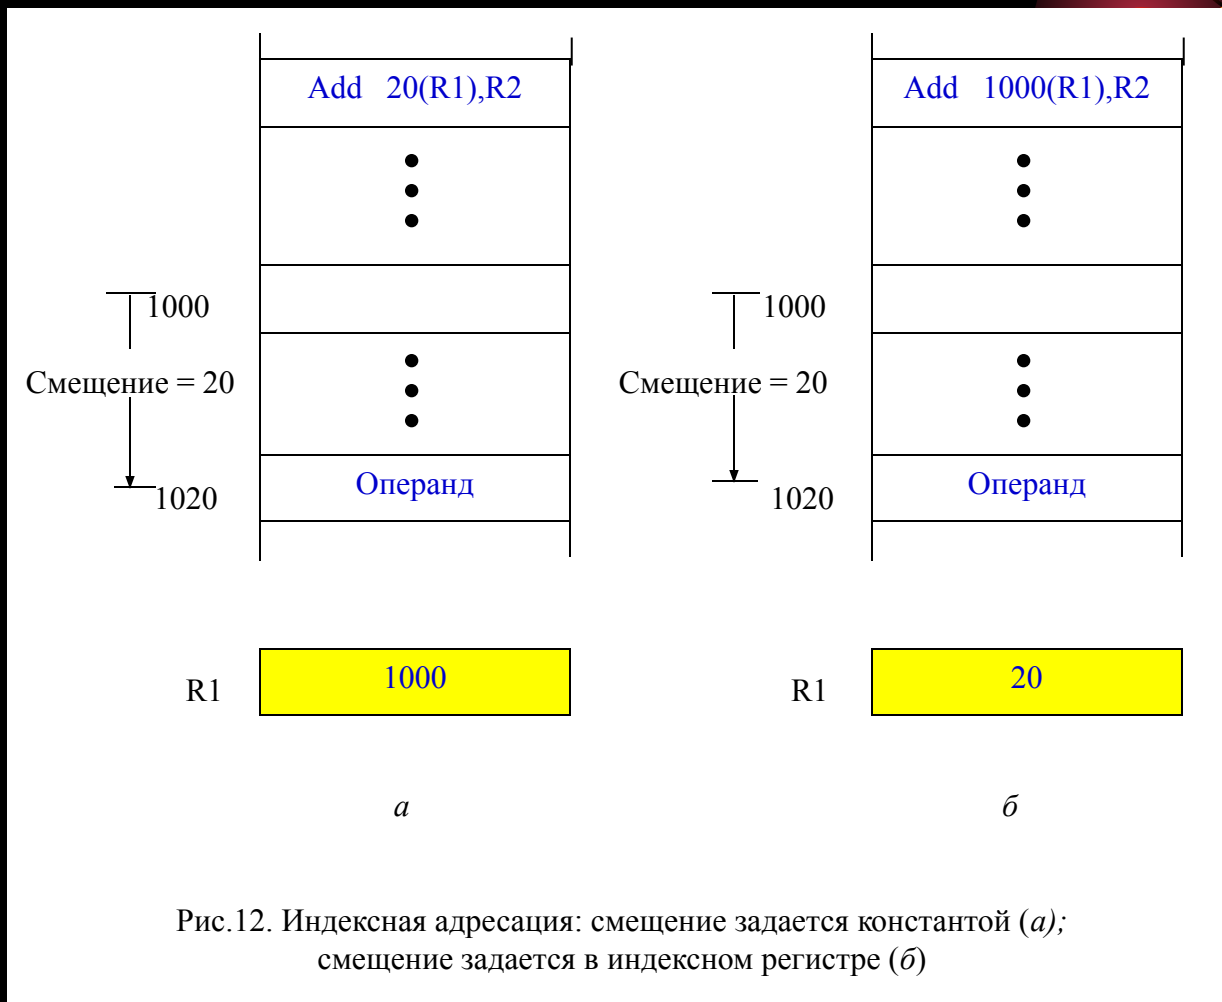 Add 20(R1),R2
1000
Смещение = 20
1020
Операнд
R1
1000
а
Add 1000(R1),R2
1000
Смещение = 20
1020
Операнд
R1
20
б
Рис.12. Индексная адресация: смещение задается константой (а);
смещение задается в индексном регистре (б)